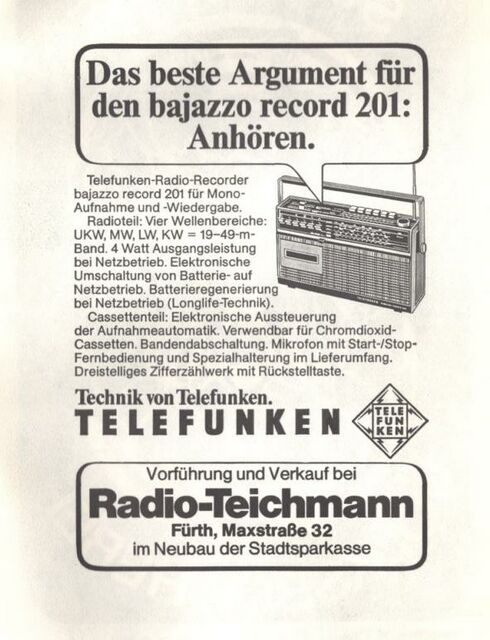 Das beste Argument für
den bajazzo record 201:
Anhören.
Telefunken-Radio-Recorder
bajazzo record 201 für Mono-
Aufnahme und -Wiedergabe.
Radioteil: Vier Wellenbereiche:
UKW, MW, LW, KW = 19–49-m-
Band. 4 Watt Ausgangsleistung
bei Netzbetrieb. Elektronische
Umschaltung von Batterie- auf
Netzbetrieb. Batterieregenerierung
bei Netzbetrieb (Longlife-Technik).
Cassettenteil: Elektronische Aussteuerung
der Aufnahmeautomatik. Verwendbar für Chromdioxid-
Cassetten. Bandendabschaltung. Mikrofon mit Start-/Stop-
Fernbedienung und Spezialhalterung im Lieferumfang.
Dreistelliges Zifferzählwerk mit Rückstelltaste.
Technik von Telefunken.
TELEFUNKEN
TELE
FUN
KEN
Vorführung und Verkauf bei
Radio-Teichmann
Fürth, Maxstraße 32
im Neubau der Stadtsparkasse